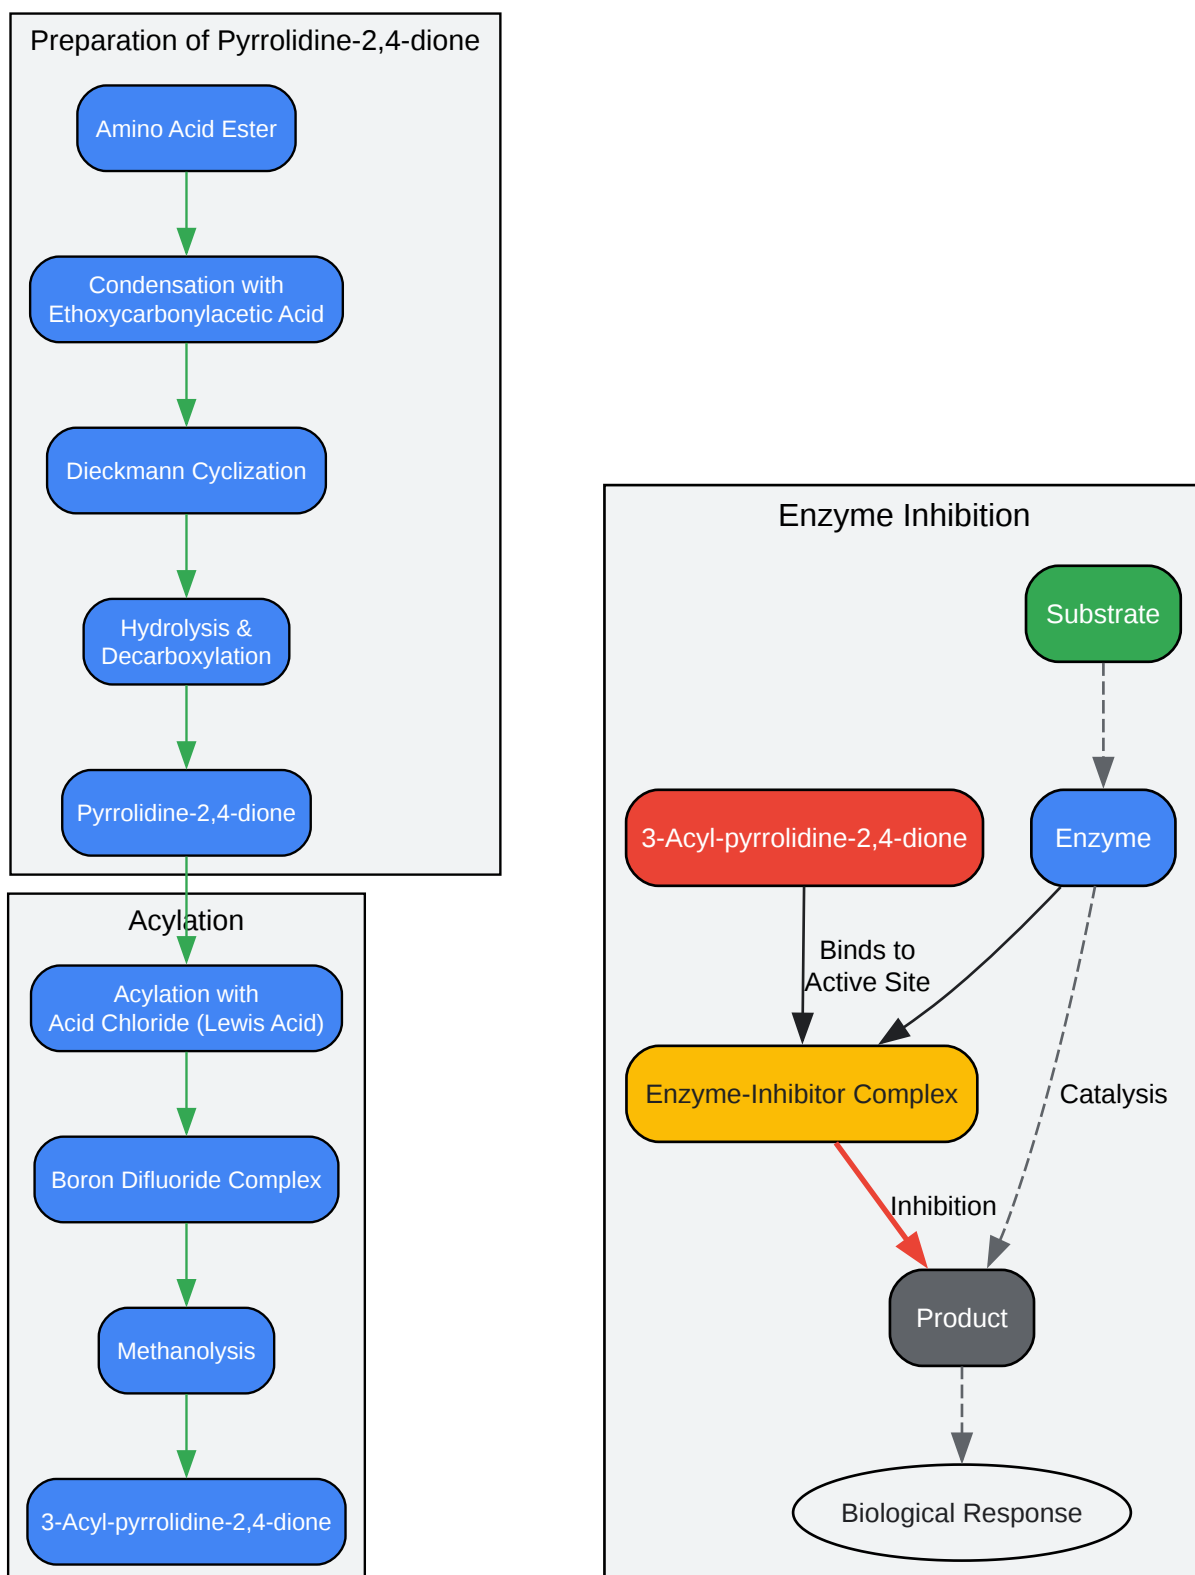 Preparation of Pyrrolidine-2,4-dione
Amino Acid Ester
Condensation with
Ethoxycarbonylacetic Acid
Dieckmann Cyclization
Hydrolysis &
Decarboxylation
Pyrrolidine-2,4-dione
Acylation
Acylation with
Acid Chloride (Lewis Acid)
Boron Difluoride Complex
Methanolysis
3-Acyl-pyrrolidine-2,4-dione
Enzyme Inhibition
Substrate
3-Acyl-pyrrolidine-2,4-dione
Enzyme
Binds to
Active Site
Enzyme-Inhibitor Complex
Catalysis
Inhibition
Product
Biological Response